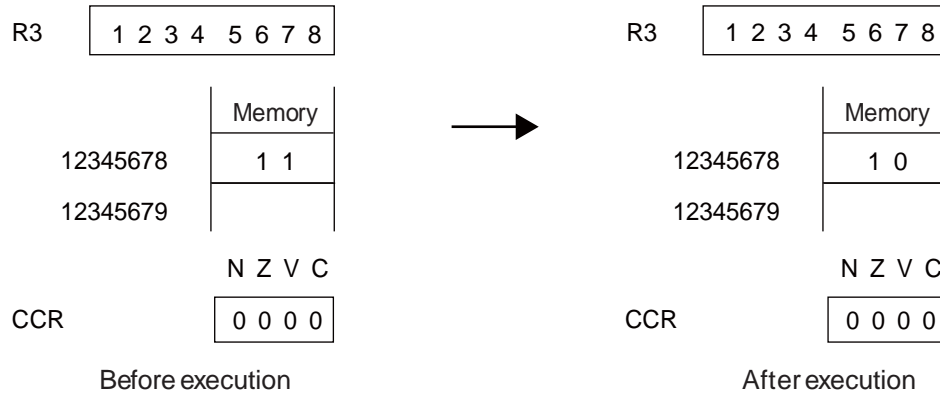 R3 1 2 3 4 5 6 7 8 R3 1 2 3 4 5 6 7 8
Memory Memory
12345678 1 1 12345678 1 0
12345679 12345679
N Z V C N Z V C
CCR 0 0 0 0 CCR 0 0 0 0
Before execution After execution